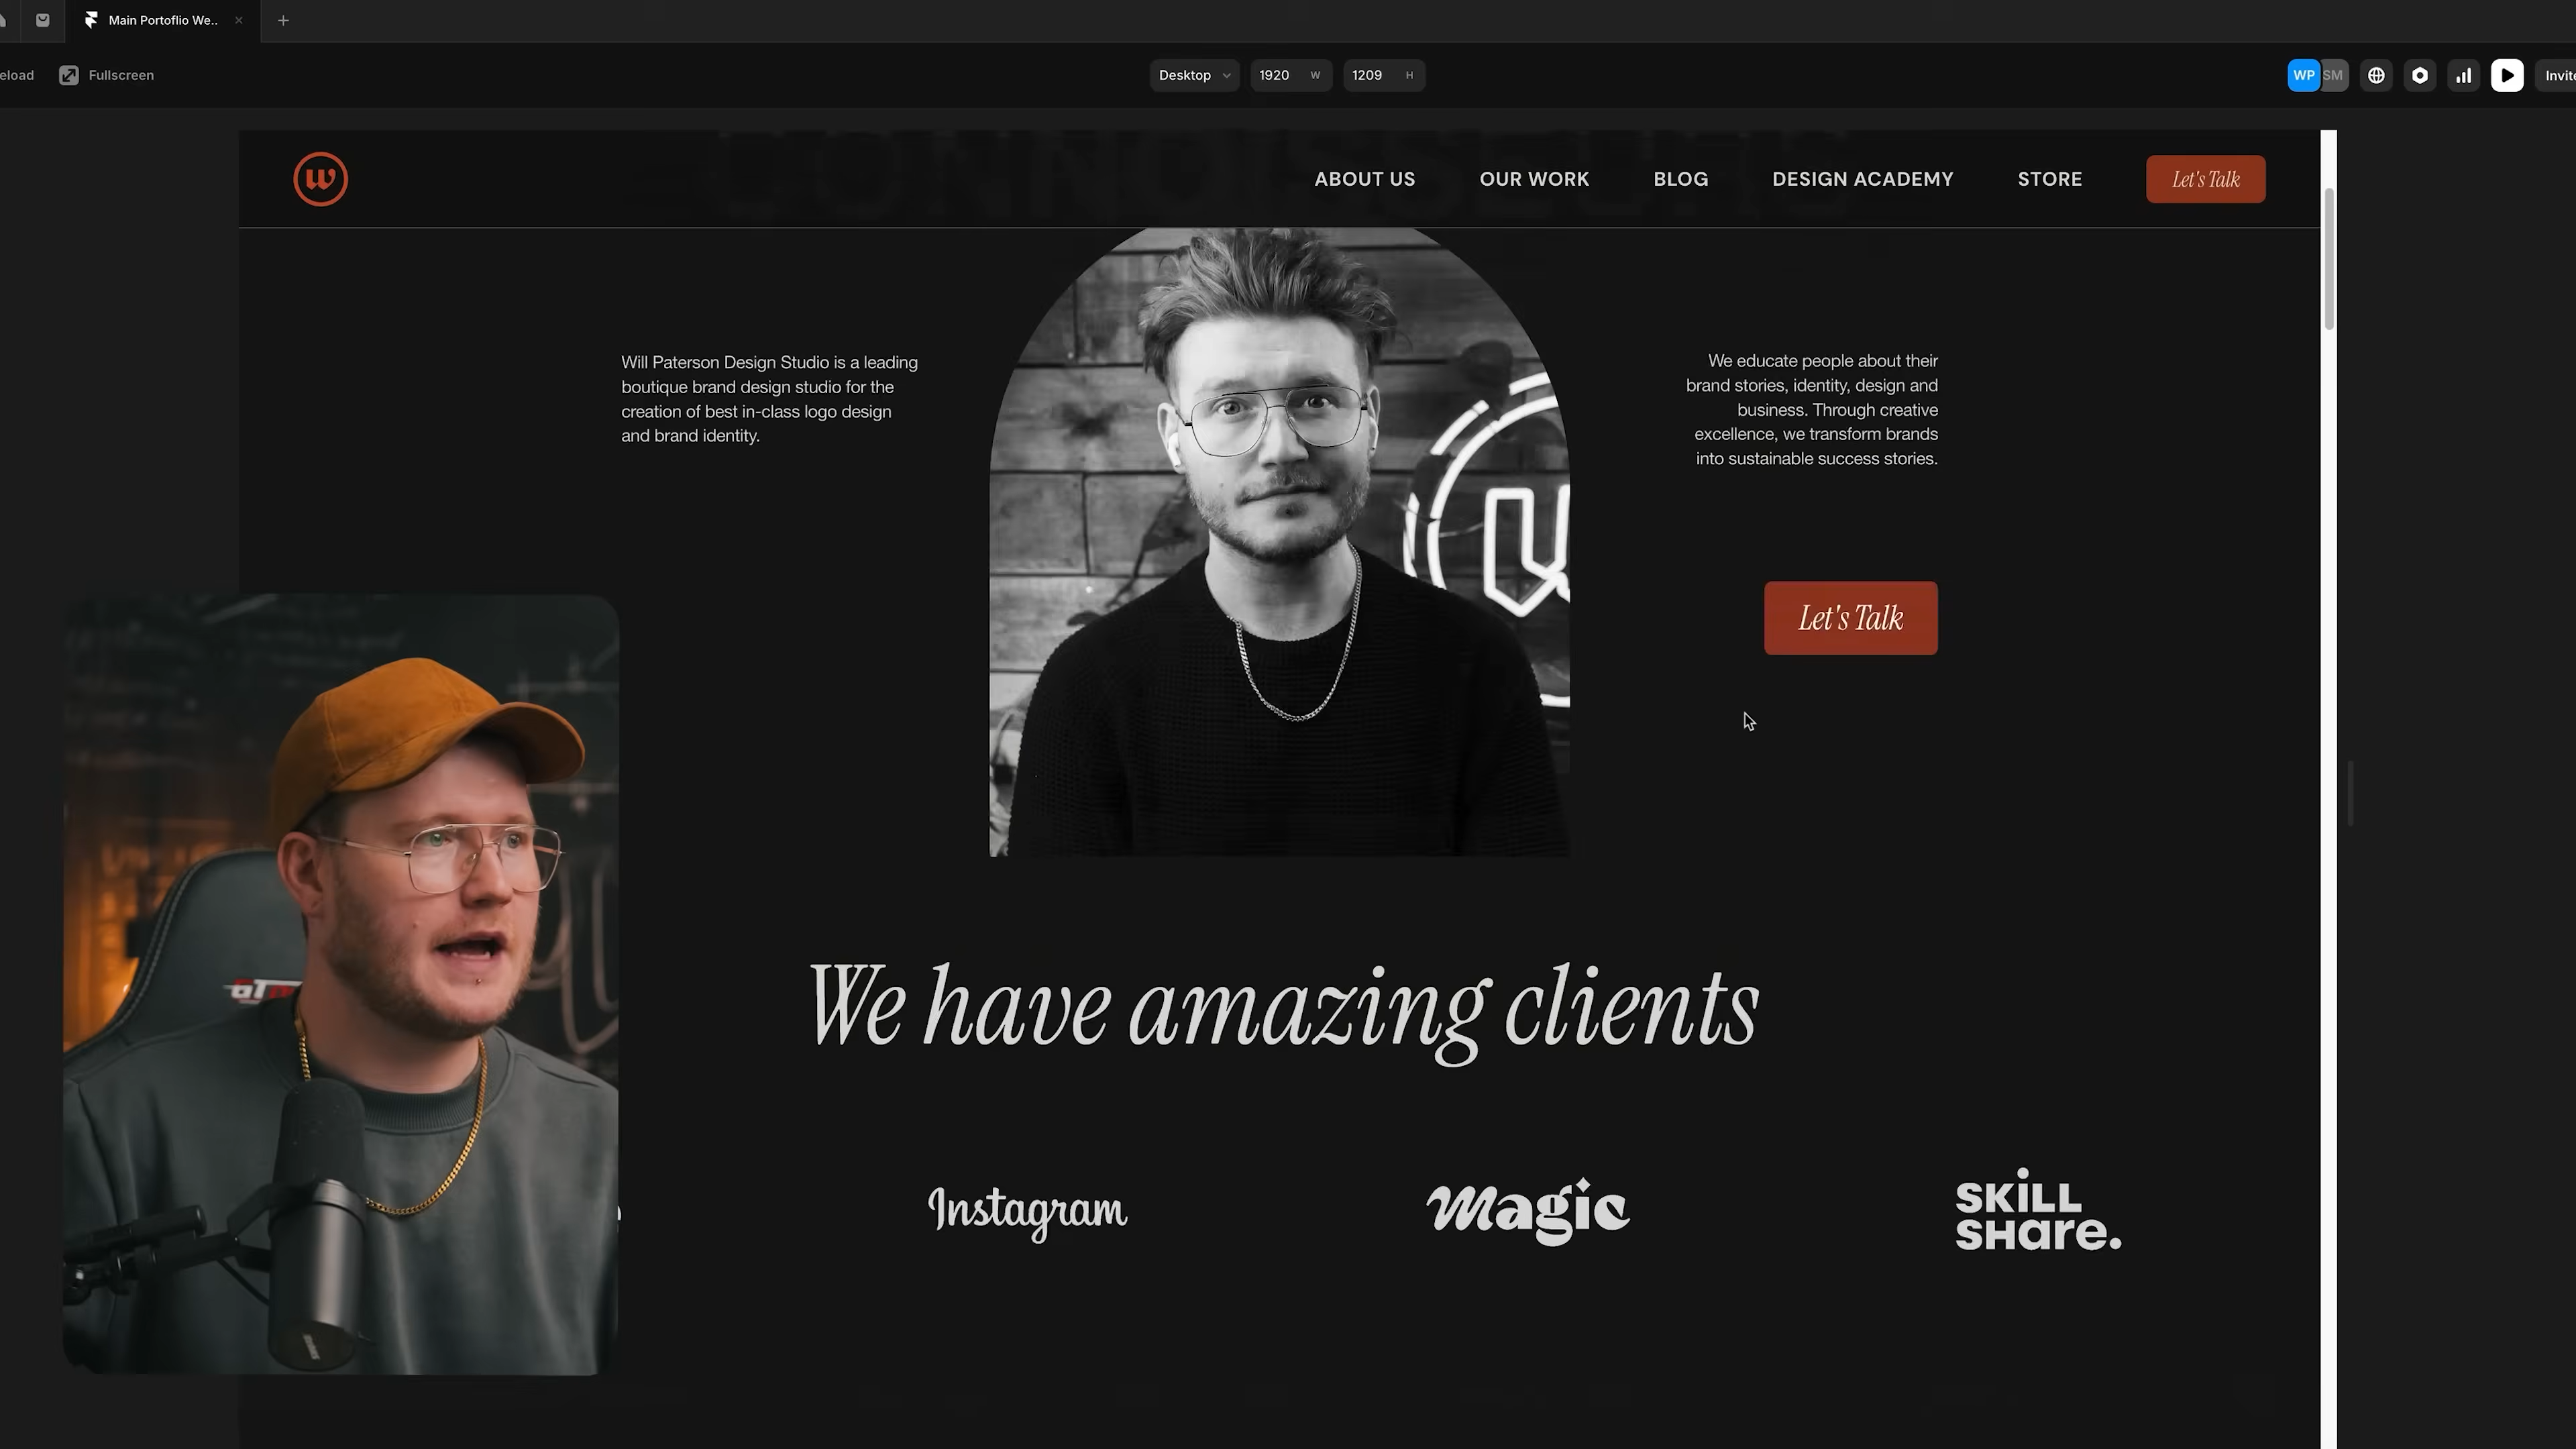 Main Portoflio We..
eload
Fullscreen
Desktop
1920 W
1209 H
WP
SM
Invite
CONNOISSEURS
W
ABOUT US
OUR WORK
BLOG
DESIGN ACADEMY
STORE
Let's Talk
Will Paterson Design Studio is a leading
boutique brand design studio for the
creation of best in-class logo design
and brand identity.
We educate people about their
brand stories, identity, design and
business. Through creative
excellence, we transform brands
into sustainable success stories.
Let's Talk
We have amazing clients
Instagram
Magic
SKiLL
SHare.